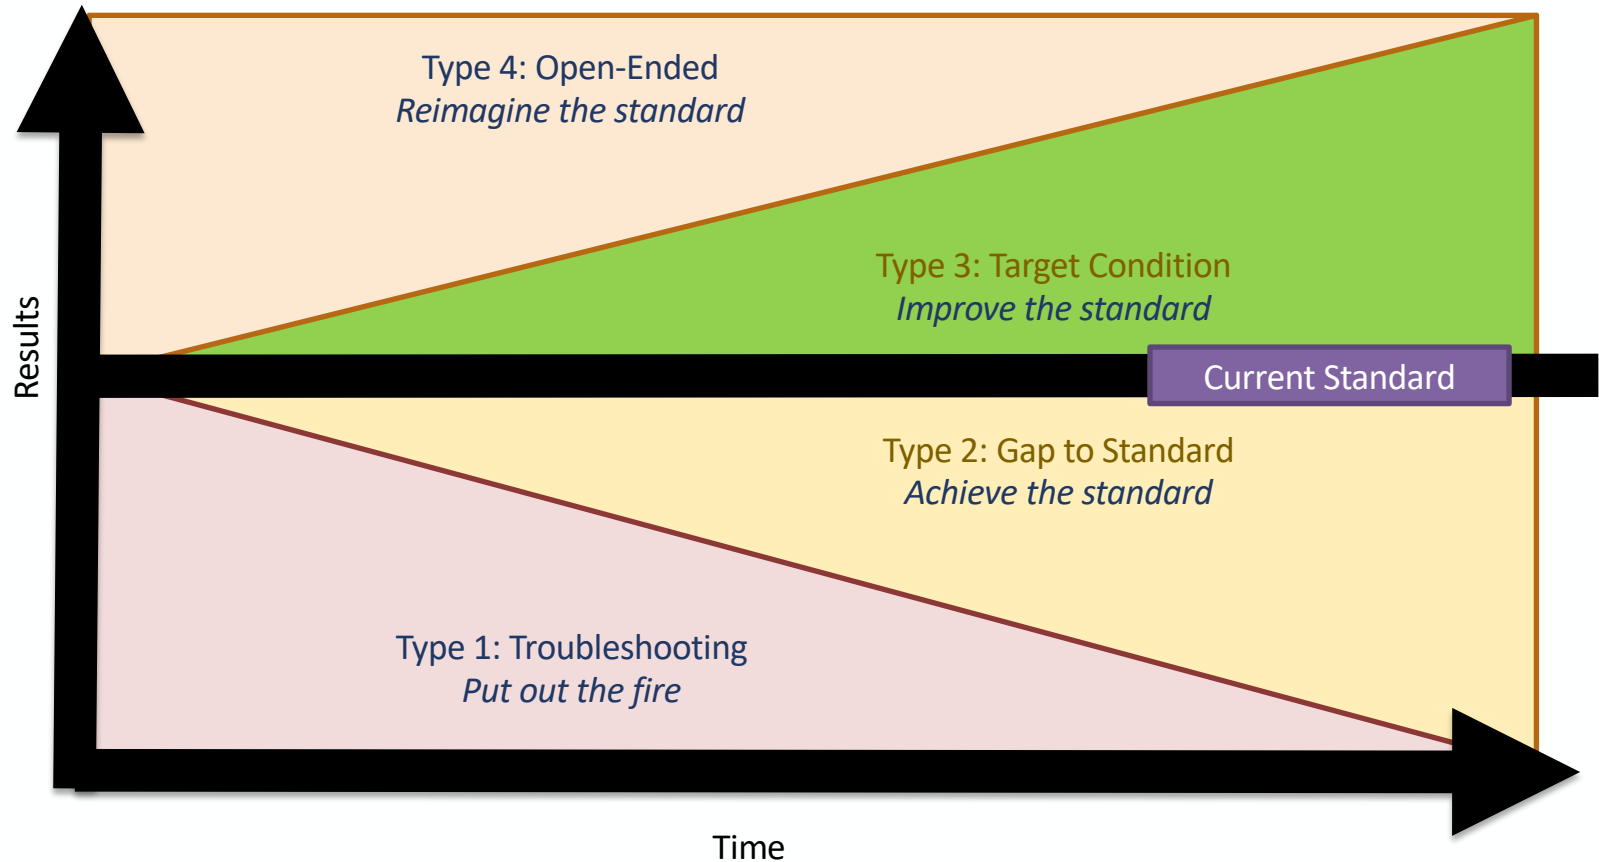 Type 4: Open-Ended
Reimagine the standard
Type 3: Target Condition
Improve the standard
Results
Current Standard
Type 2: Gap to Standard
Achieve the standard
Type 1: Troubleshooting
Put out the fire
Time